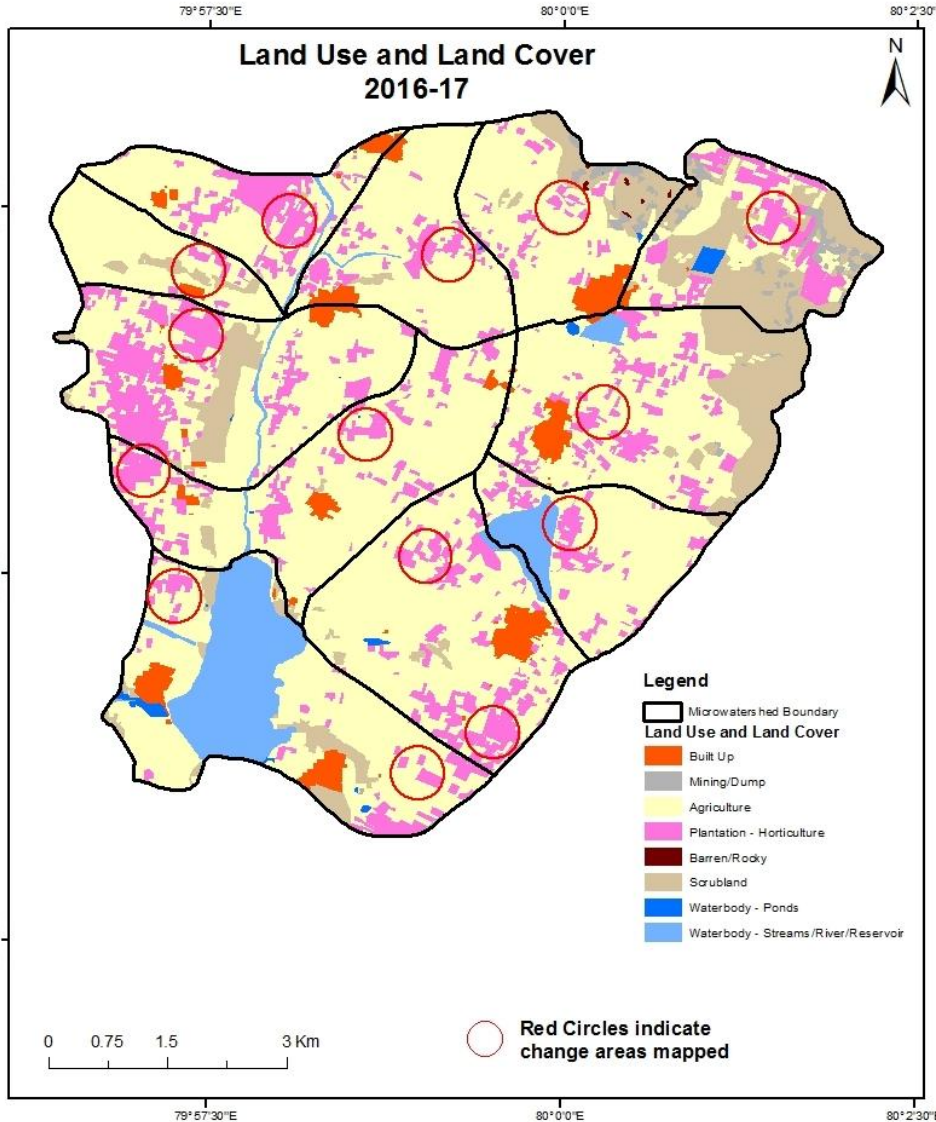 79°57'30"E 80°0'0"E 80°2'30"
Land Use and Land Cover
2016-17
N
Legend
Microwatershed Boundary
Land Use and Land Cover
Built Up
Mining/Dump
Agriculture
Plantation - Horticulture
Barren/Rocky
Scrubland
Waterbody - Ponds
Waterbody - Streams/River/Reservoir
0 0.75 1.5 3 Km
Red Circles indicate
change areas mapped
79°57'30"E 80°0'0"E 80°2'30"E